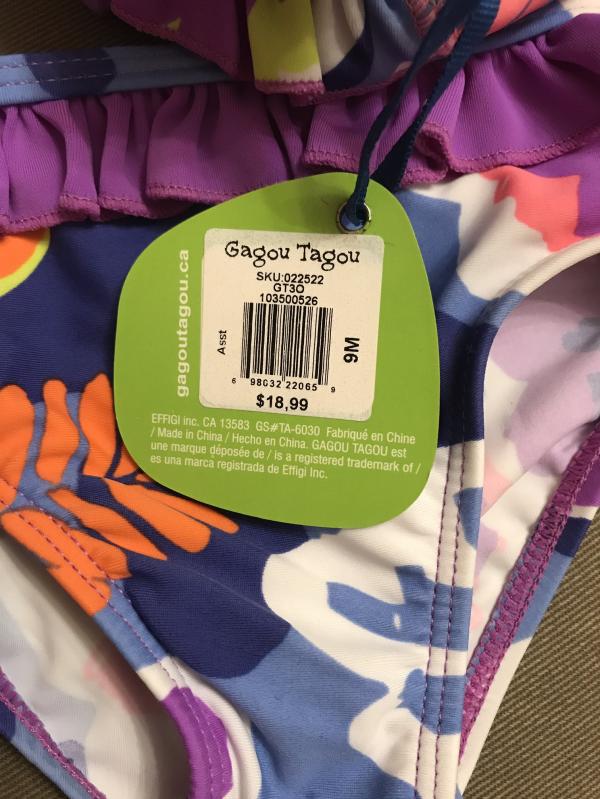 gagoutagou.ca
Gagou Tagou
SKU:022522
GT3O
103500526
Asst
9M
6 98032 22065 9
$18,99
EFFIGI inc. CA 13583 GS#TA-6030 Fabriqué en Chine
/ Made in China / Hecho en China. GAGOU TAGOU est
une marque déposée de / is a registered trademark of /
es una marca registrada de Effigi Inc.